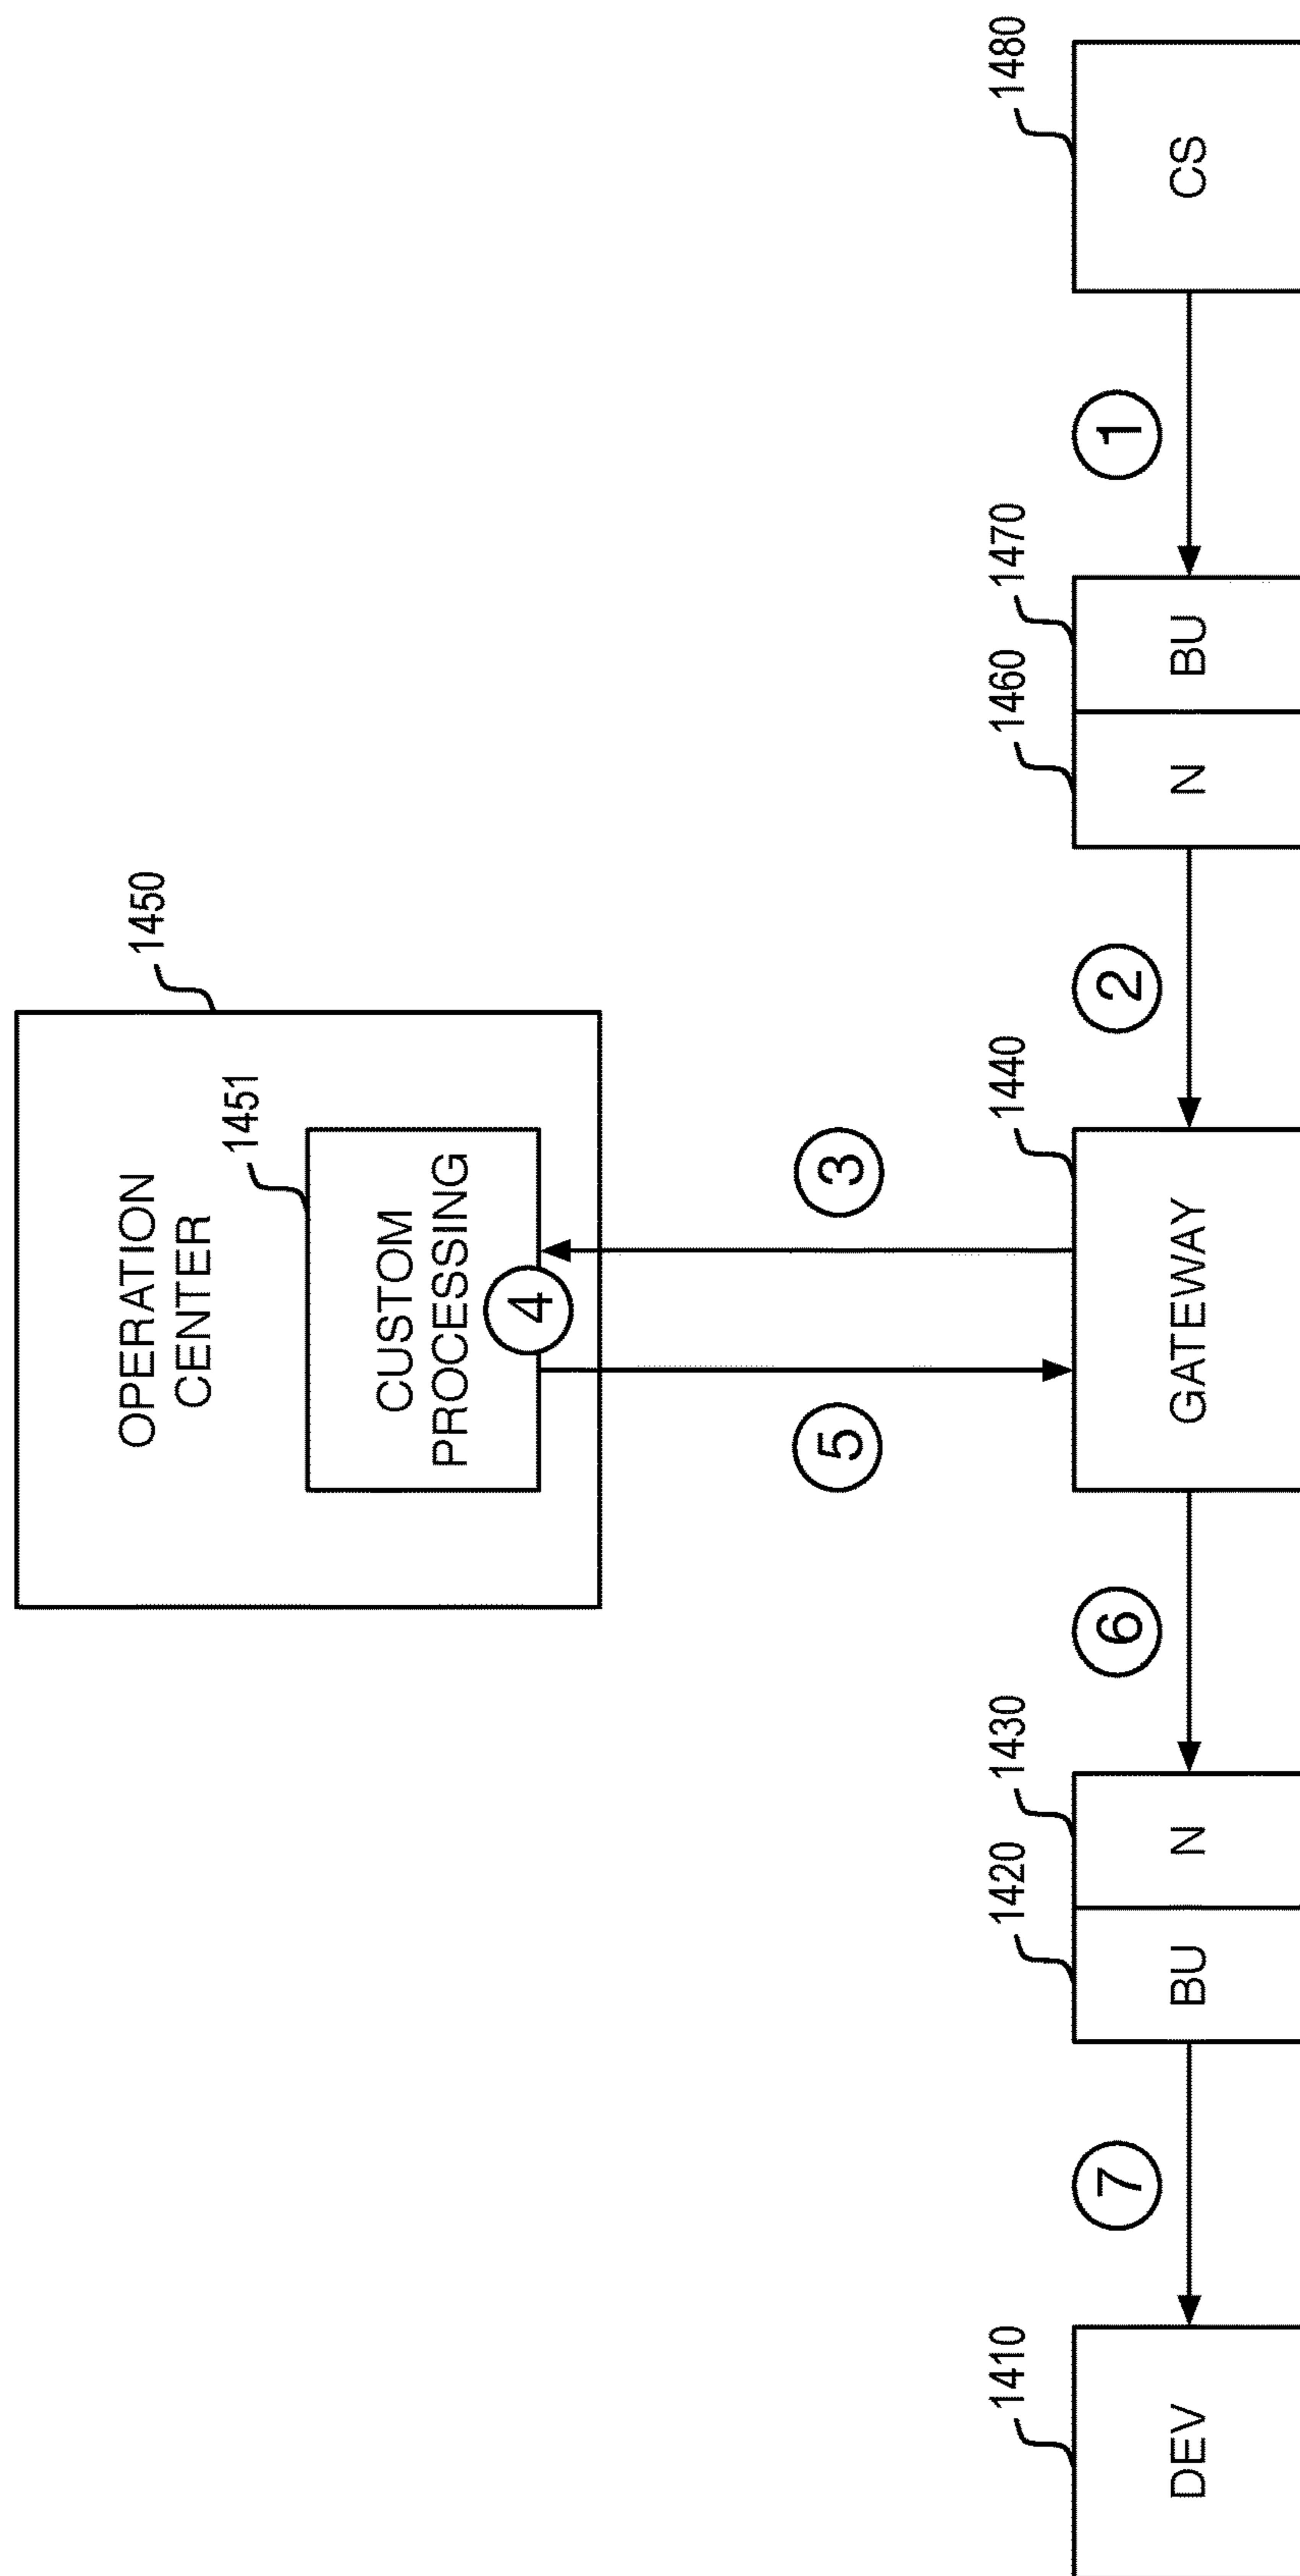 OPERATION
CENTER
1450
CUSTOM
PROCESSING
1451
4
5
3
DEV
1410
7
BU
1420
N
1430
6
GATEWAY
1440
2
N
1460
BU
1470
1
CS
1480